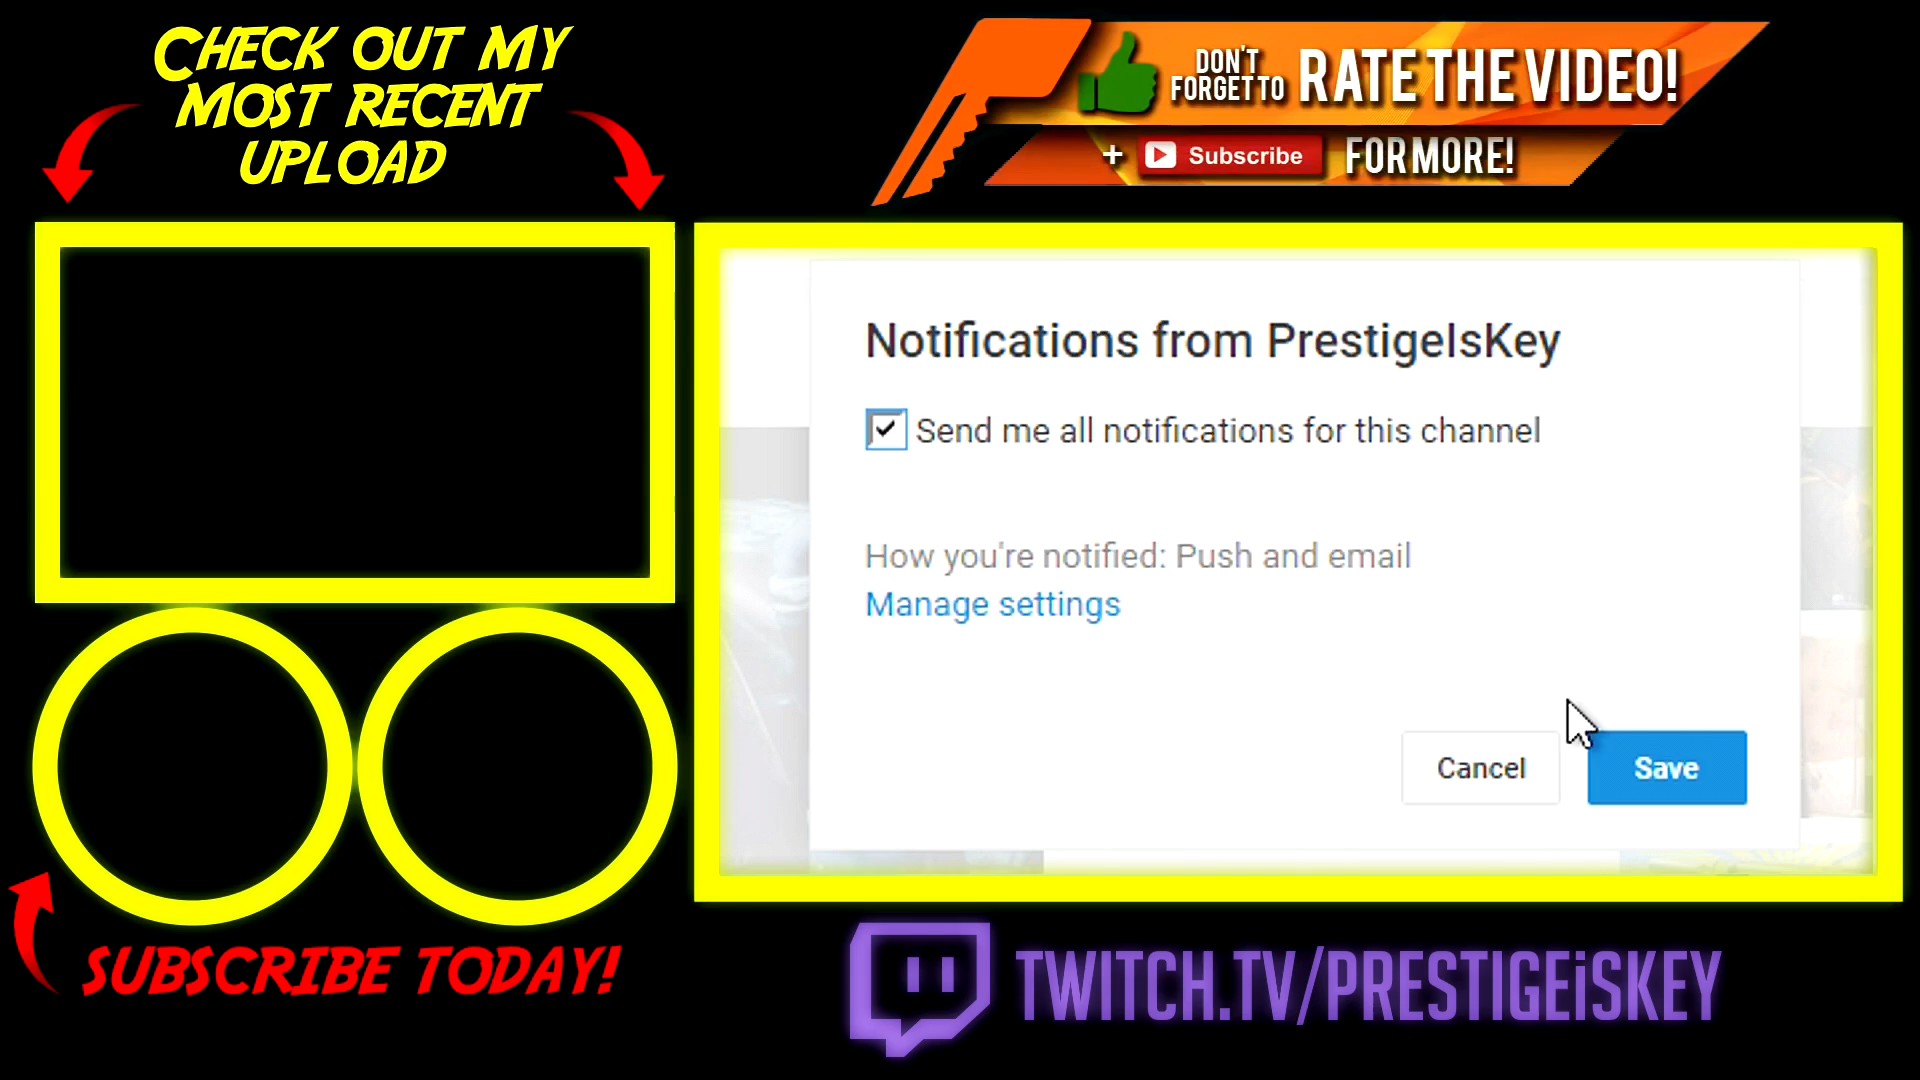 CHECK OUT MY
MOST RECENT
UPLOAD
DON'T
FORGET TO
RATE THE VIDEO!
+ Subscribe FOR MORE!
Notifications from PrestigeIsKey
Send me all notifications for this channel
How you're notified: Push and email
Manage settings
Cancel
Save
SUBSCRIBE TODAY!
TWITCH.TV/PRESTIGEiSKEY